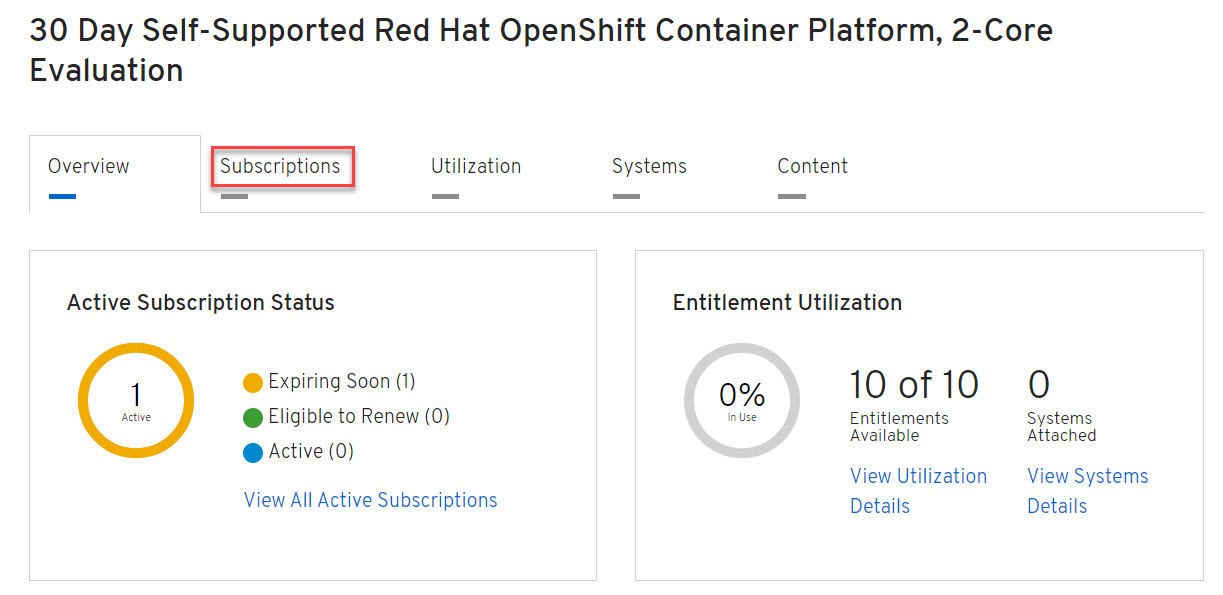 30 Day Self-Supported Red Hat OpenShift Container Platform, 2-Core
Evaluation
Overview
Subscriptions
Utilization
Systems
Content
Active Subscription Status
1
Active
Expiring Soon (1)
Eligible to Renew (0)
Active (0)
View All Active Subscriptions
Entitlement Utilization
0%
In Use
10 of 10
Entitlements
Available
View Utilization
Details
0
Systems
Attached
View Systems
Details